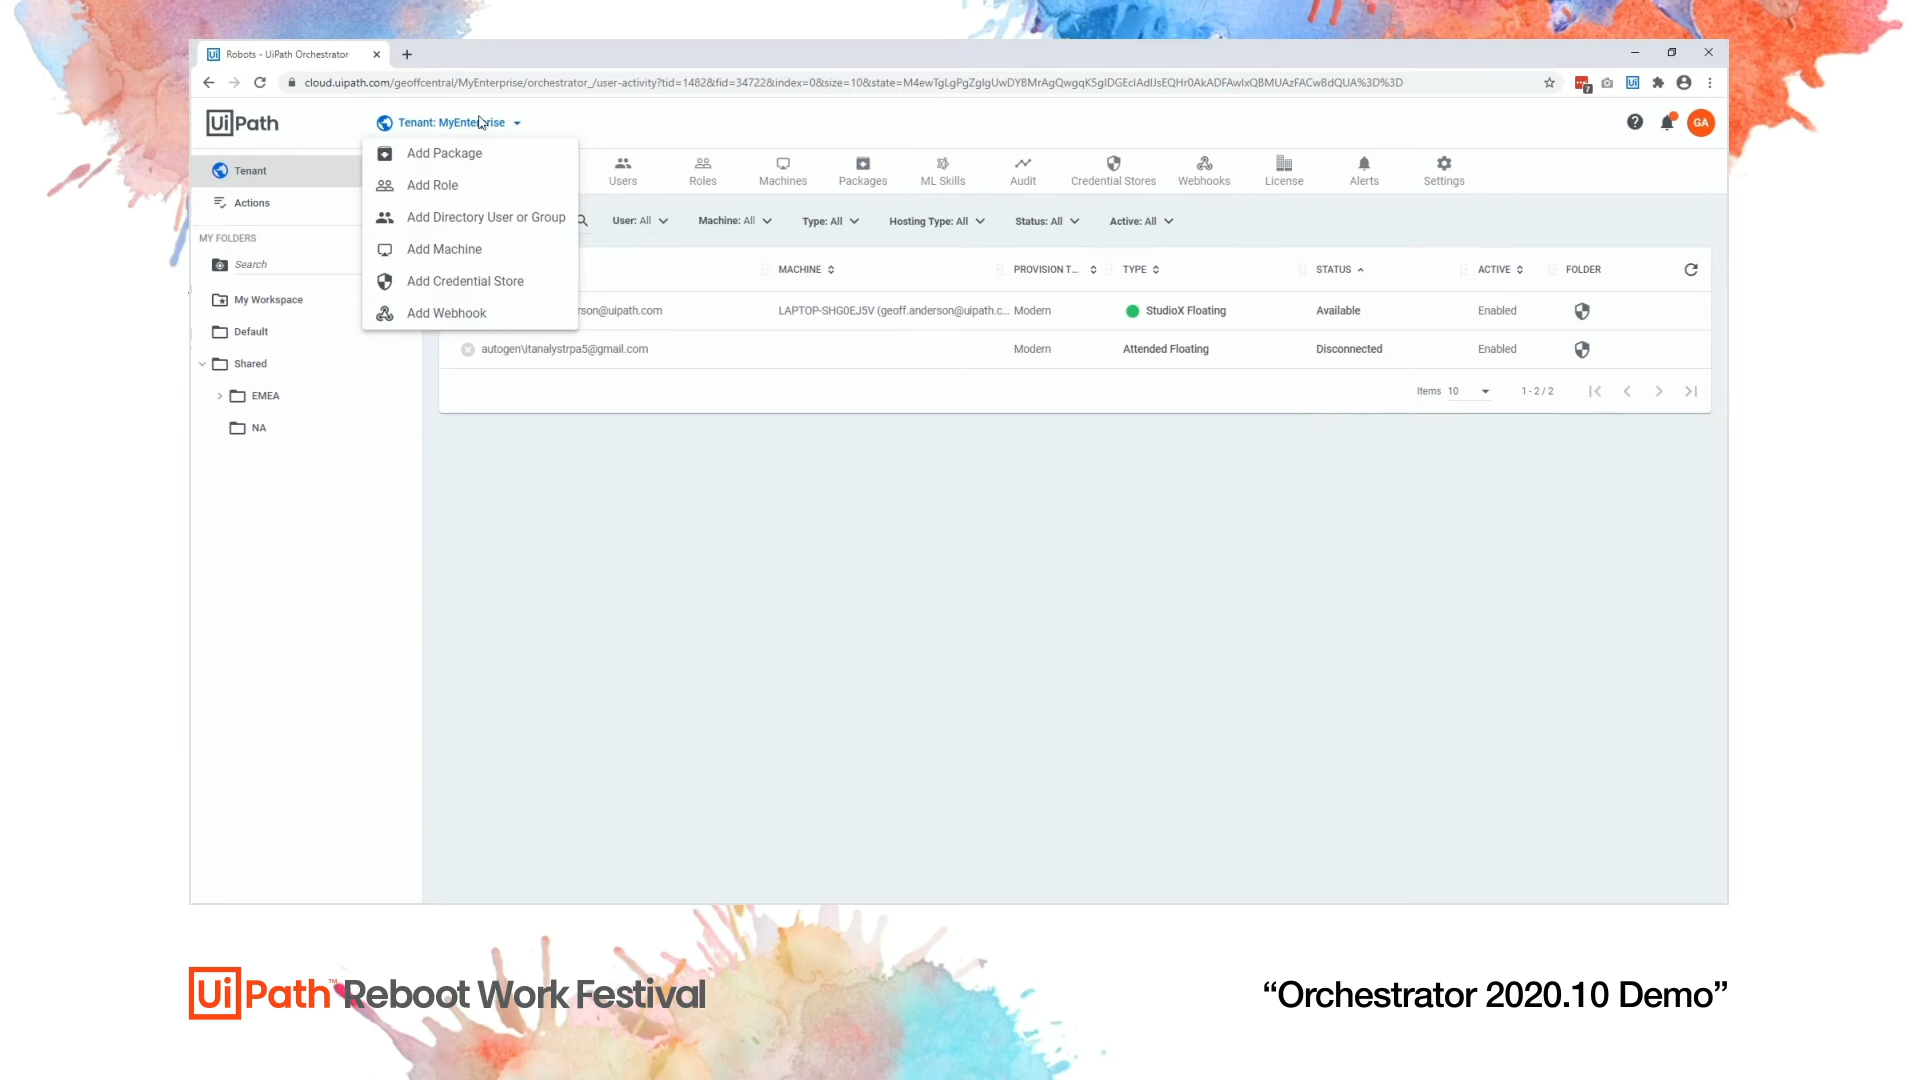 Robots - UiPath Orchestrator
cloud.uipath.com/geoffcentral/MyEnterprise/orchestrator_/user-activity?tid=1482&fid=34722&index=0&size=10&state=
UiPath
Tenant: MyEnterprise
GA
Tenant
Actions
MY FOLDERS
Search
My Workspace
Default
Shared
EMEA
NA
Add Package
Add Role
Add Directory User or Group
Add Machine
Add Credential Store
Add Webhook
Users Roles Machines Packages ML Skills Audit Credential Stores Webhooks License Alerts Settings
User: All Machine: All Type: All Hosting Type: All Status: All Active: All
MACHINE PROVISION T... TYPE STATUS ACTIVE FOLDER
rson@uipath.com LAPTOP-SHG0EJ5V (geoff.anderson@uipath.c... Modern StudioX Floating Available Enabled
autogen\itanalystrpa5@gmail.com Modern Attended Floating Disconnected Enabled
Items 10 1 - 2 / 2
UiPath™ Reboot Work Festival
“Orchestrator 2020.10 Demo”